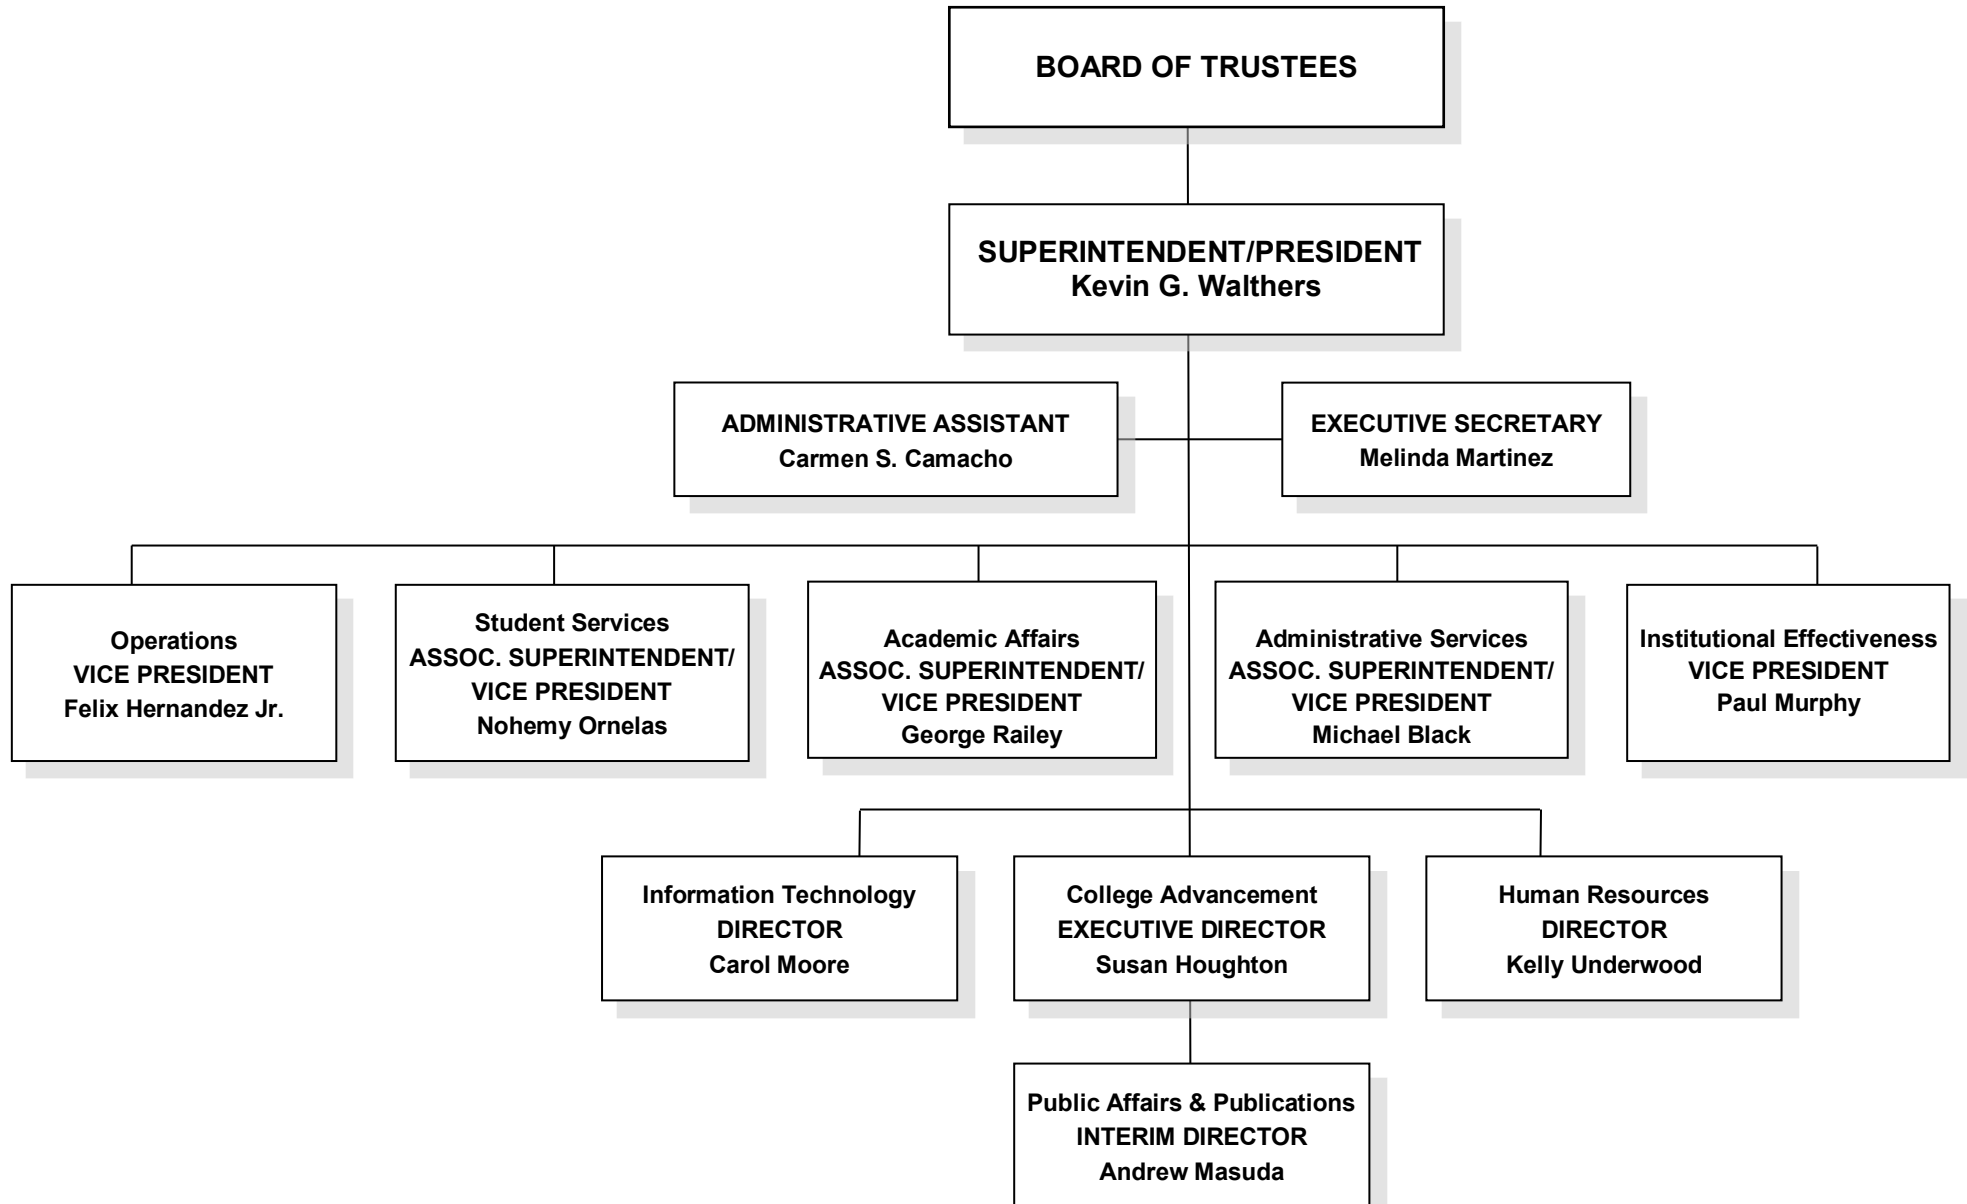 BOARD OF TRUSTEES
SUPERINTENDENT/PRESIDENT
Kevin G. Walthers
ADMINISTRATIVE ASSISTANT
Carmen S. Camacho
EXECUTIVE SECRETARY
Melinda Martinez
Operations
VICE PRESIDENT
Felix Hernandez Jr.
Student Services
ASSOC. SUPERINTENDENT/
VICE PRESIDENT
Nohemy Ornelas
Academic Affairs
ASSOC. SUPERINTENDENT/
VICE PRESIDENT
George Railey
Administrative Services
ASSOC. SUPERINTENDENT/
VICE PRESIDENT
Michael Black
Institutional Effectiveness
VICE PRESIDENT
Paul Murphy
Information Technology
DIRECTOR
Carol Moore
College Advancement
EXECUTIVE DIRECTOR
Susan Houghton
Human Resources
DIRECTOR
Kelly Underwood
Public Affairs & Publications
INTERIM DIRECTOR
Andrew Masuda